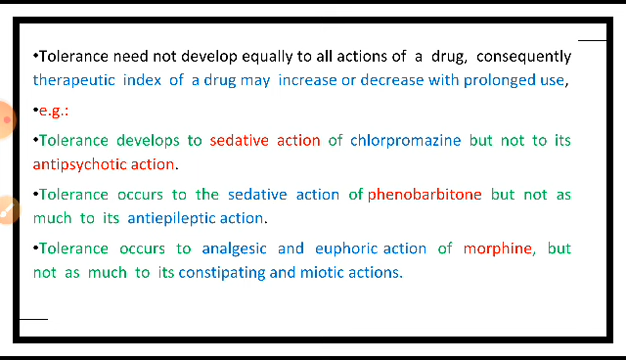 •Tolerance need not develop equally to all actions of a drug, consequently
therapeutic index of a drug may increase or decrease with prolonged use,
•e.g.:
•Tolerance develops to sedative action of chlorpromazine but not to its
antipsychotic action.
•Tolerance occurs to the sedative action of phenobarbitone but not as
much to its antiepileptic action.
•Tolerance occurs to analgesic and euphoric action of morphine, but
not as much to its constipating and miotic actions.